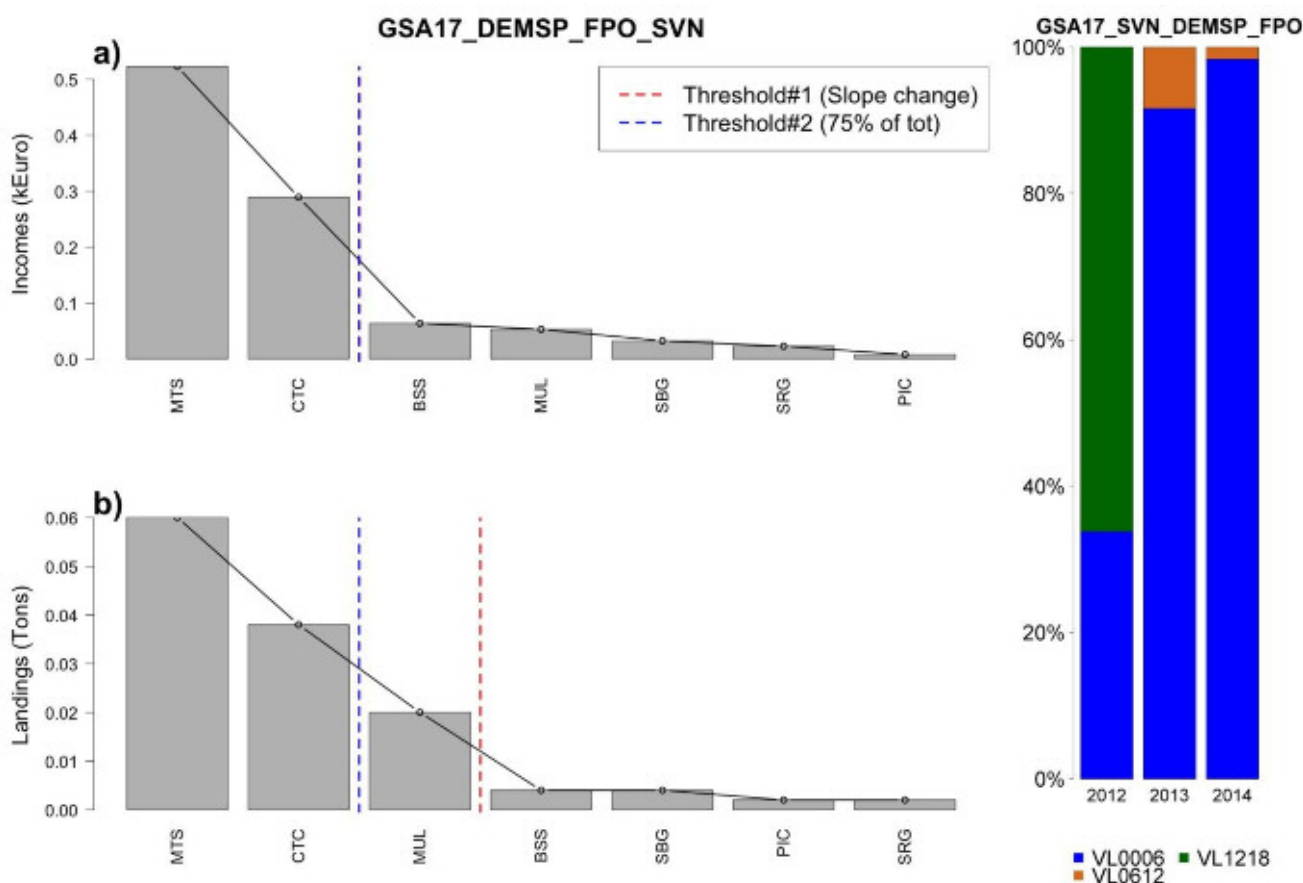 GSA17_DEMSP_FPO_SVN
a)
Threshold#1 (Slope change)
Threshold#2 (75% of tot)
Incomes (kEuro)
0.5
0.4
0.3
0.2
0.1
0.0
MTS CTC BSS MUL SBG SRG PIC
b)
Landings (Tons)
0.06
0.05
0.04
0.03
0.02
0.01
0.00
MTS CTC MUL BSS SBG PIC SRG
GSA17_SVN_DEMSP_FPO
100%
80%
60%
40%
20%
0%
2012 2013 2014
VL0006 VL1218
VL0612